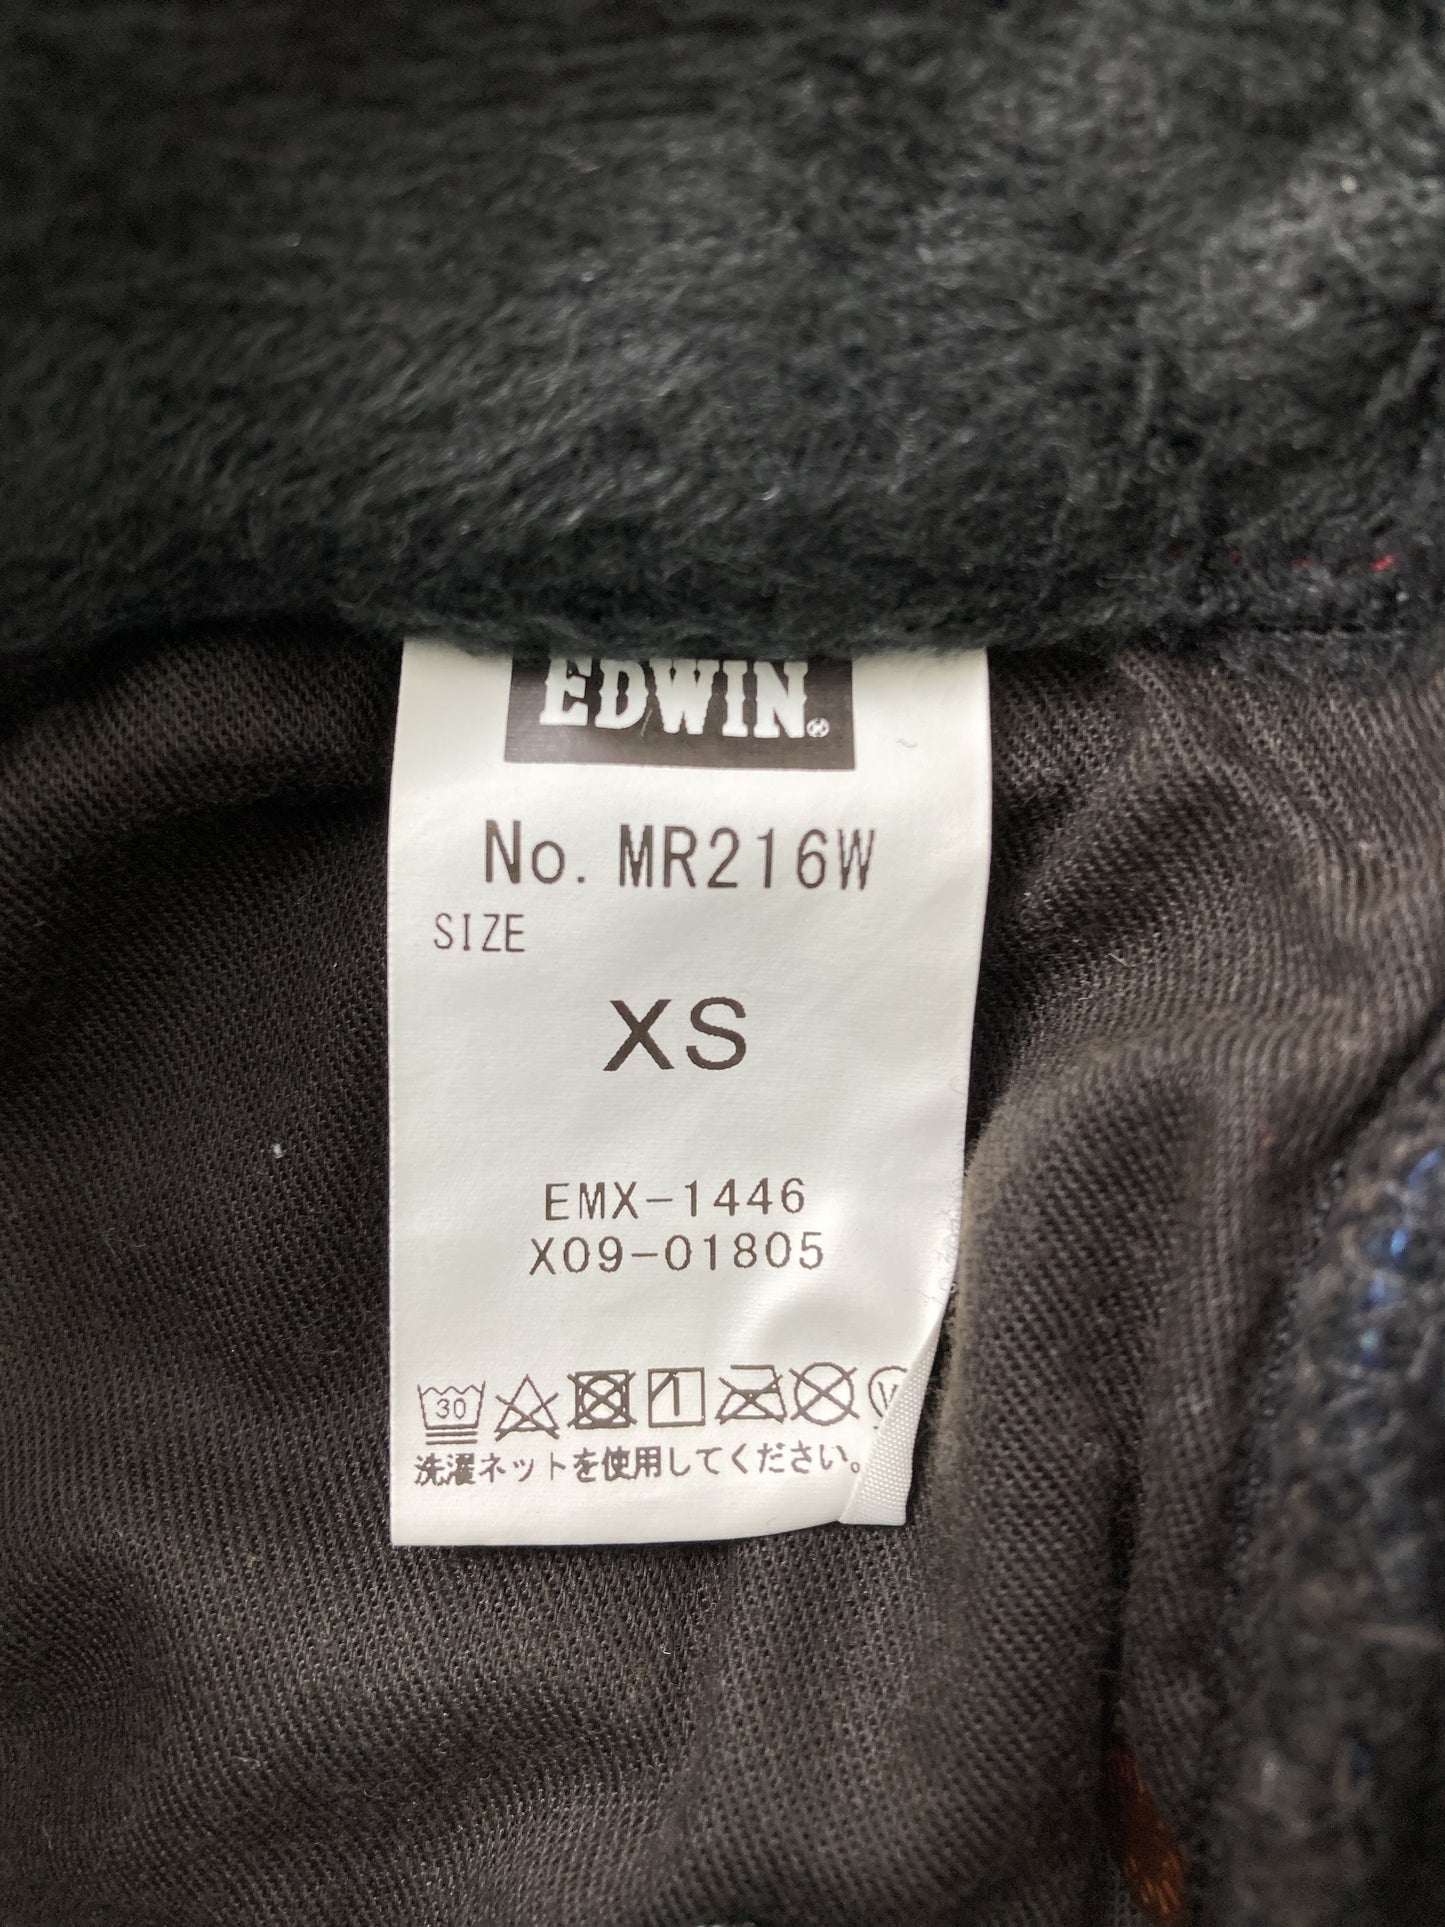 EDWIN®
No. MR216W
SIZE
XS
EMX-1446
X09-01805
30
洗濯ネットを使用してください。